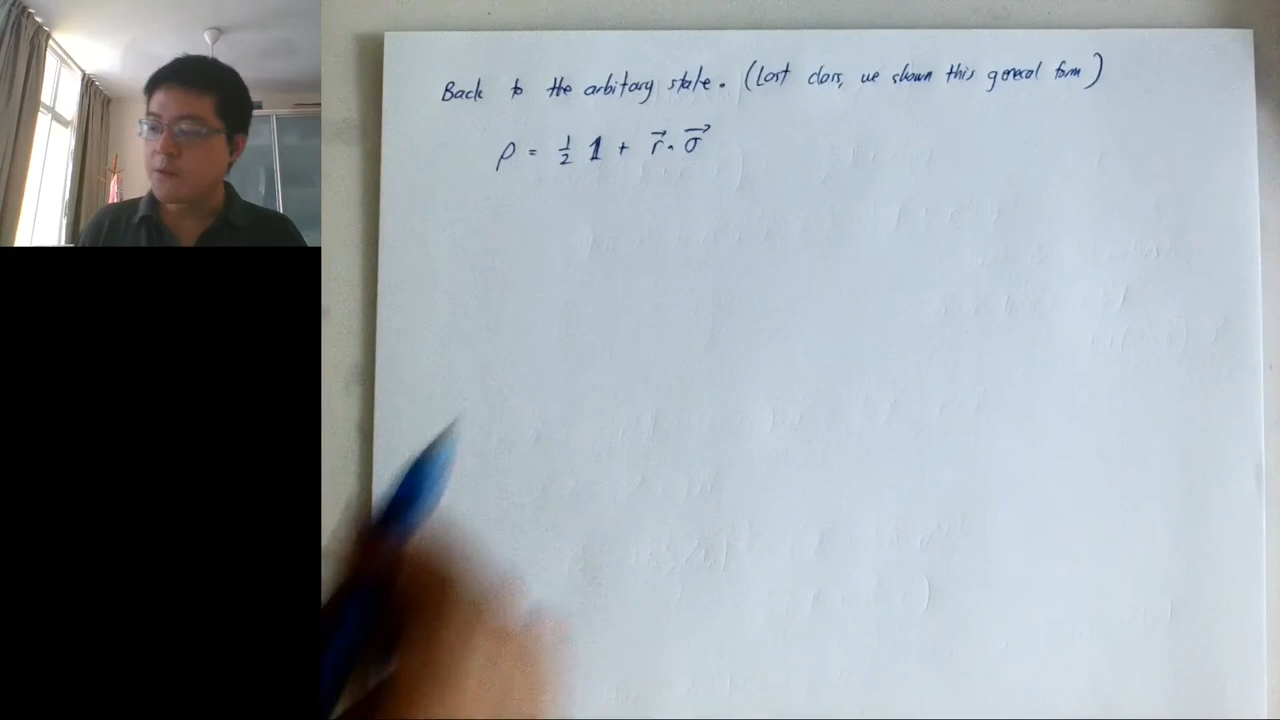 Back to the arbitary state. (Last class, we shown this general form)
ρ = 1/2 𝟙 + r⃗ · σ⃗